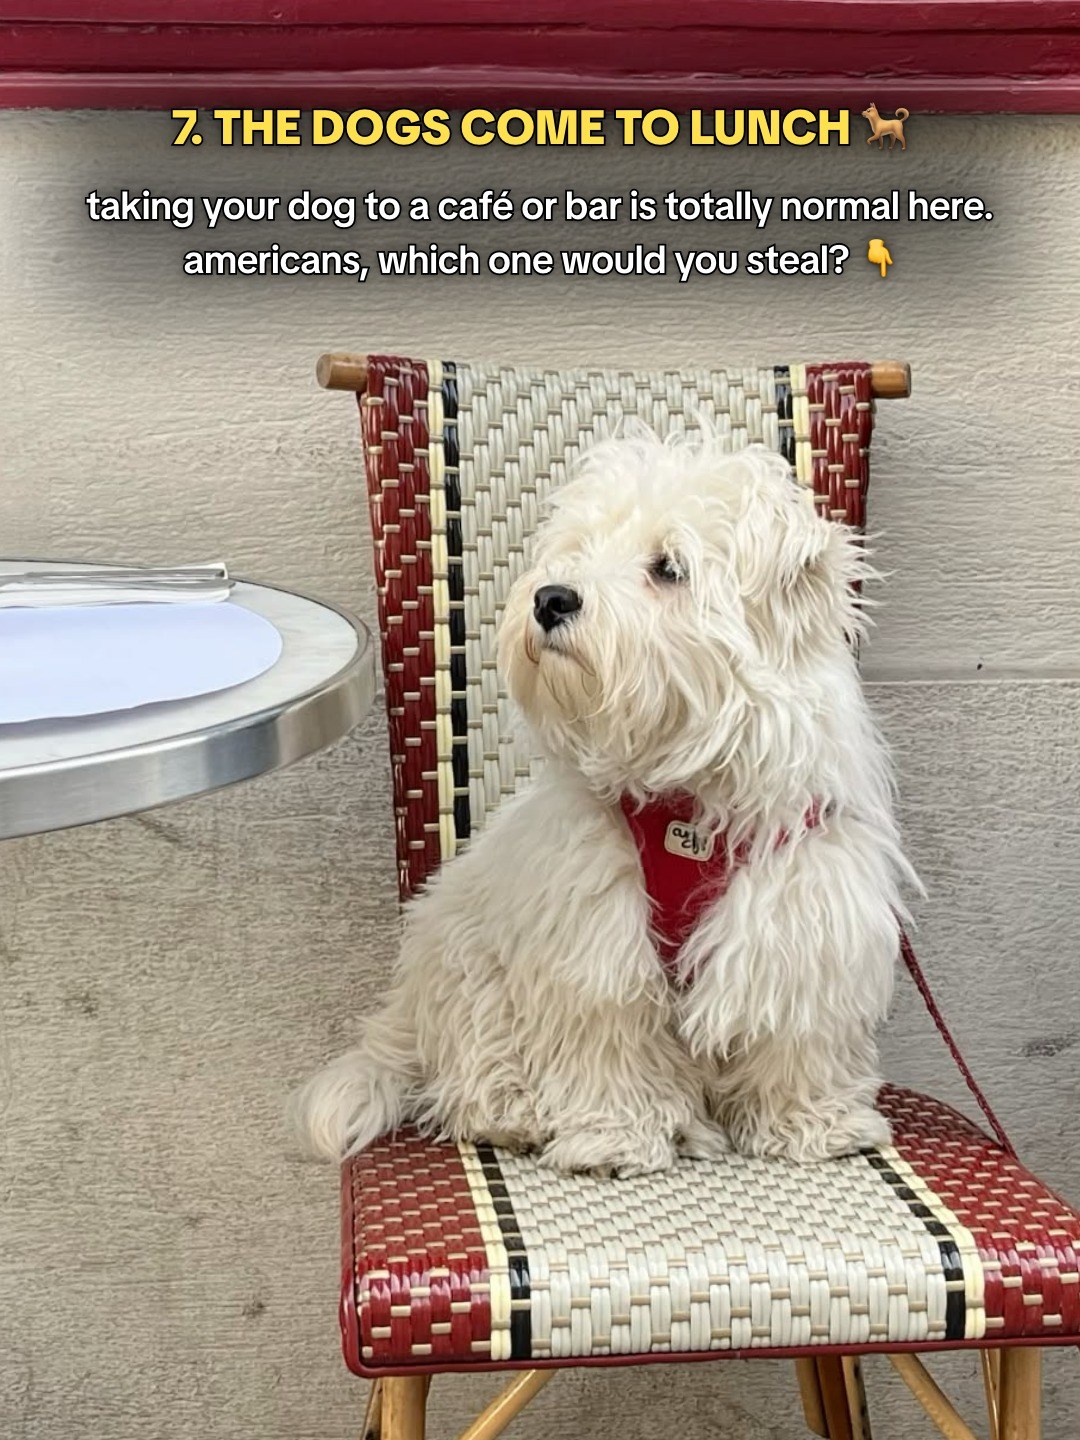 7. THE DOGS COME TO LUNCH 🐕
taking your dog to a café or bar is totally normal here.
americans, which one would you steal? 👇